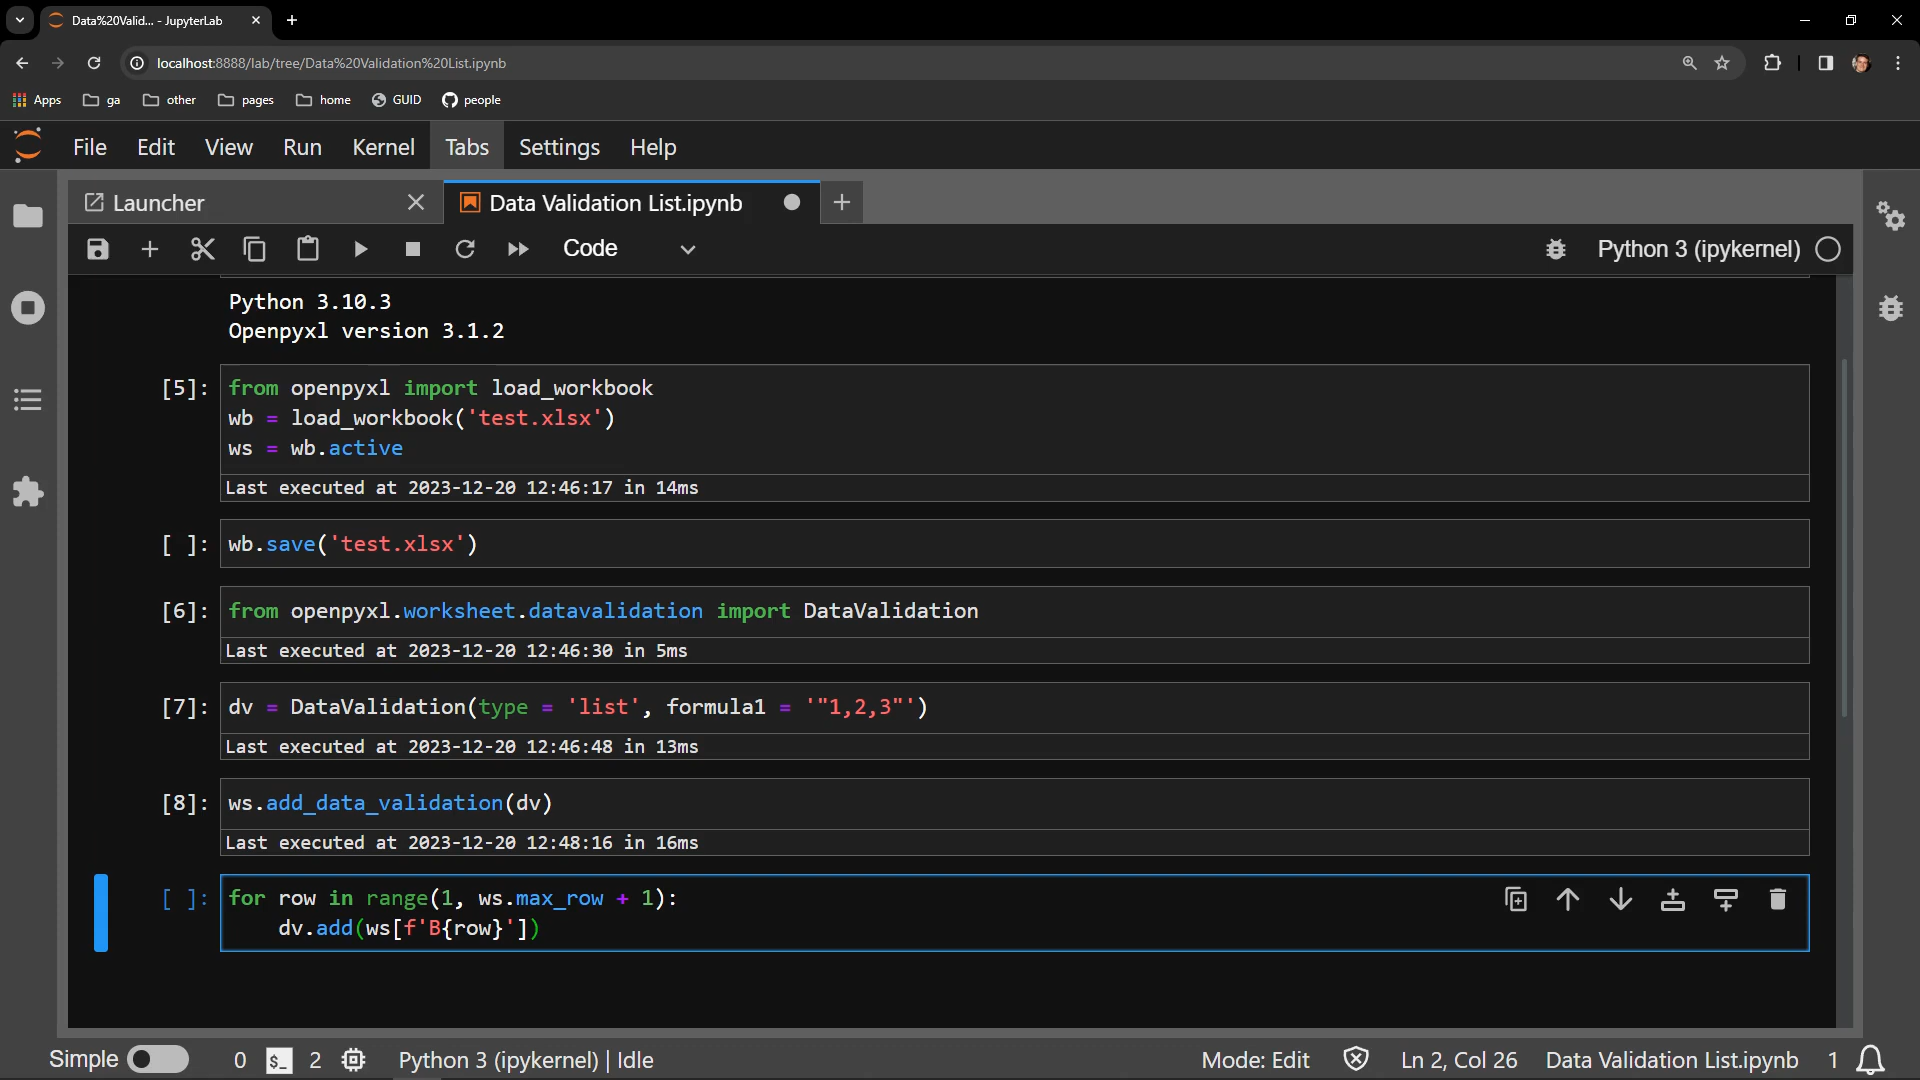 Data%20Valid... - JupyterLab
localhost:8888/lab/tree/Data%20Validation%20List.ipynb
Apps ga other pages home GUID people
File Edit View Run Kernel Tabs Settings Help
Launcher Data Validation List.ipynb
Code Python 3 (ipykernel)
Python 3.10.3
Openpyxl version 3.1.2
[5]: from openpyxl import load_workbook
wb = load_workbook('test.xlsx')
ws = wb.active
Last executed at 2023-12-20 12:46:17 in 14ms
[ ]: wb.save('test.xlsx')
[6]: from openpyxl.worksheet.datavalidation import DataValidation
Last executed at 2023-12-20 12:46:30 in 5ms
[7]: dv = DataValidation(type = 'list', formula1 = '"1,2,3"')
Last executed at 2023-12-20 12:46:48 in 13ms
[8]: ws.add_data_validation(dv)
Last executed at 2023-12-20 12:48:16 in 16ms
[ ]: for row in range(1, ws.max_row + 1):
dv.add(ws[f'B{row}'])
Simple 0 $_ 2 Python 3 (ipykernel) | Idle Mode: Edit Ln 2, Col 26 Data Validation List.ipynb 1